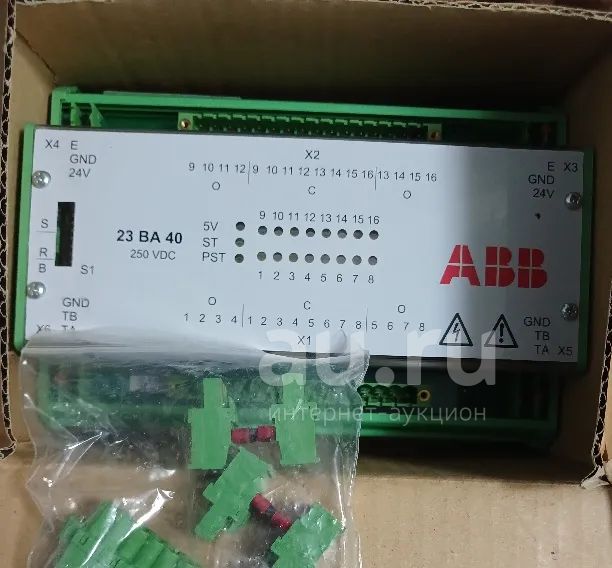 X4 E
GND
24V
X2
9 10 11 12 9 10 11 12 13 14 15 16 13 14 15 16
O C O
E X3
GND
24V
S
R
B S1
23 BA 40
250 VDC
5V
ST
PST
9 10 11 12 13 14 15 16
1 2 3 4 5 6 7 8
ABB
GND
TB
X6 TA
O C O
1 2 3 4 1 2 3 4 5 6 7 8 5 6 7 8
X1
GND
TB
TA X5
au.ru
интернет-аукцион